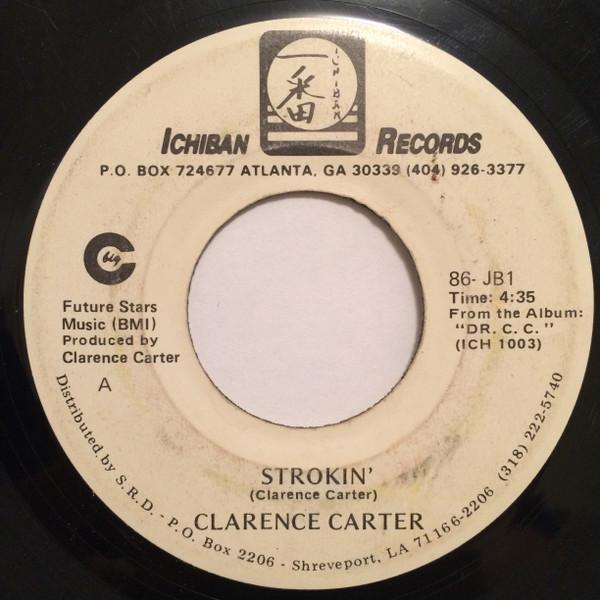 一番
ICHIBAN
ICHIBAN RECORDS
P.O. BOX 724677 ATLANTA, GA 30339 (404) 926-3377
big C
Future Stars
Music (BMI)
Produced by
Clarence Carter
A
86-JB1
Time: 4:35
From the Album:
"DR. C. C."
(ICH 1003)
STROKIN'
(Clarence Carter)
CLARENCE CARTER
Distributed by S.R.D. - P.O. Box 2206 - Shreveport, LA 71166-2206 (318) 222-5740